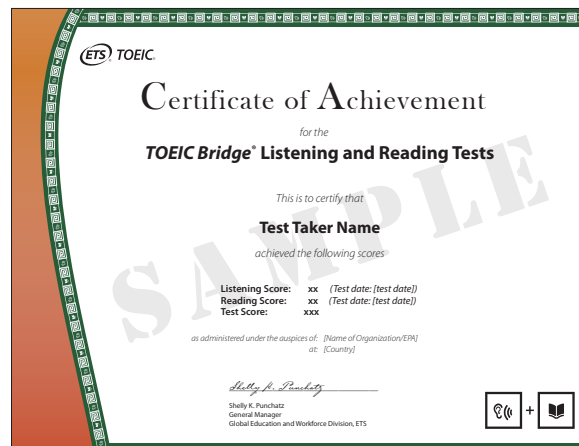 ETS® TOEIC®
Certificate of Achievement
for the
TOEIC Bridge® Listening and Reading Tests
This is to certify that
Test Taker Name
achieved the following scores
Listening Score: xx (Test date: [test date])
Reading Score: xx (Test date: [test date])
Test Score: xxx
as administered under the auspices of: [Name of Organization/EPA]
at: [Country]
Shelly K. Punchatz
Shelly K. Punchatz
General Manager
Global Education and Workforce Division, ETS
+
SAMPLE